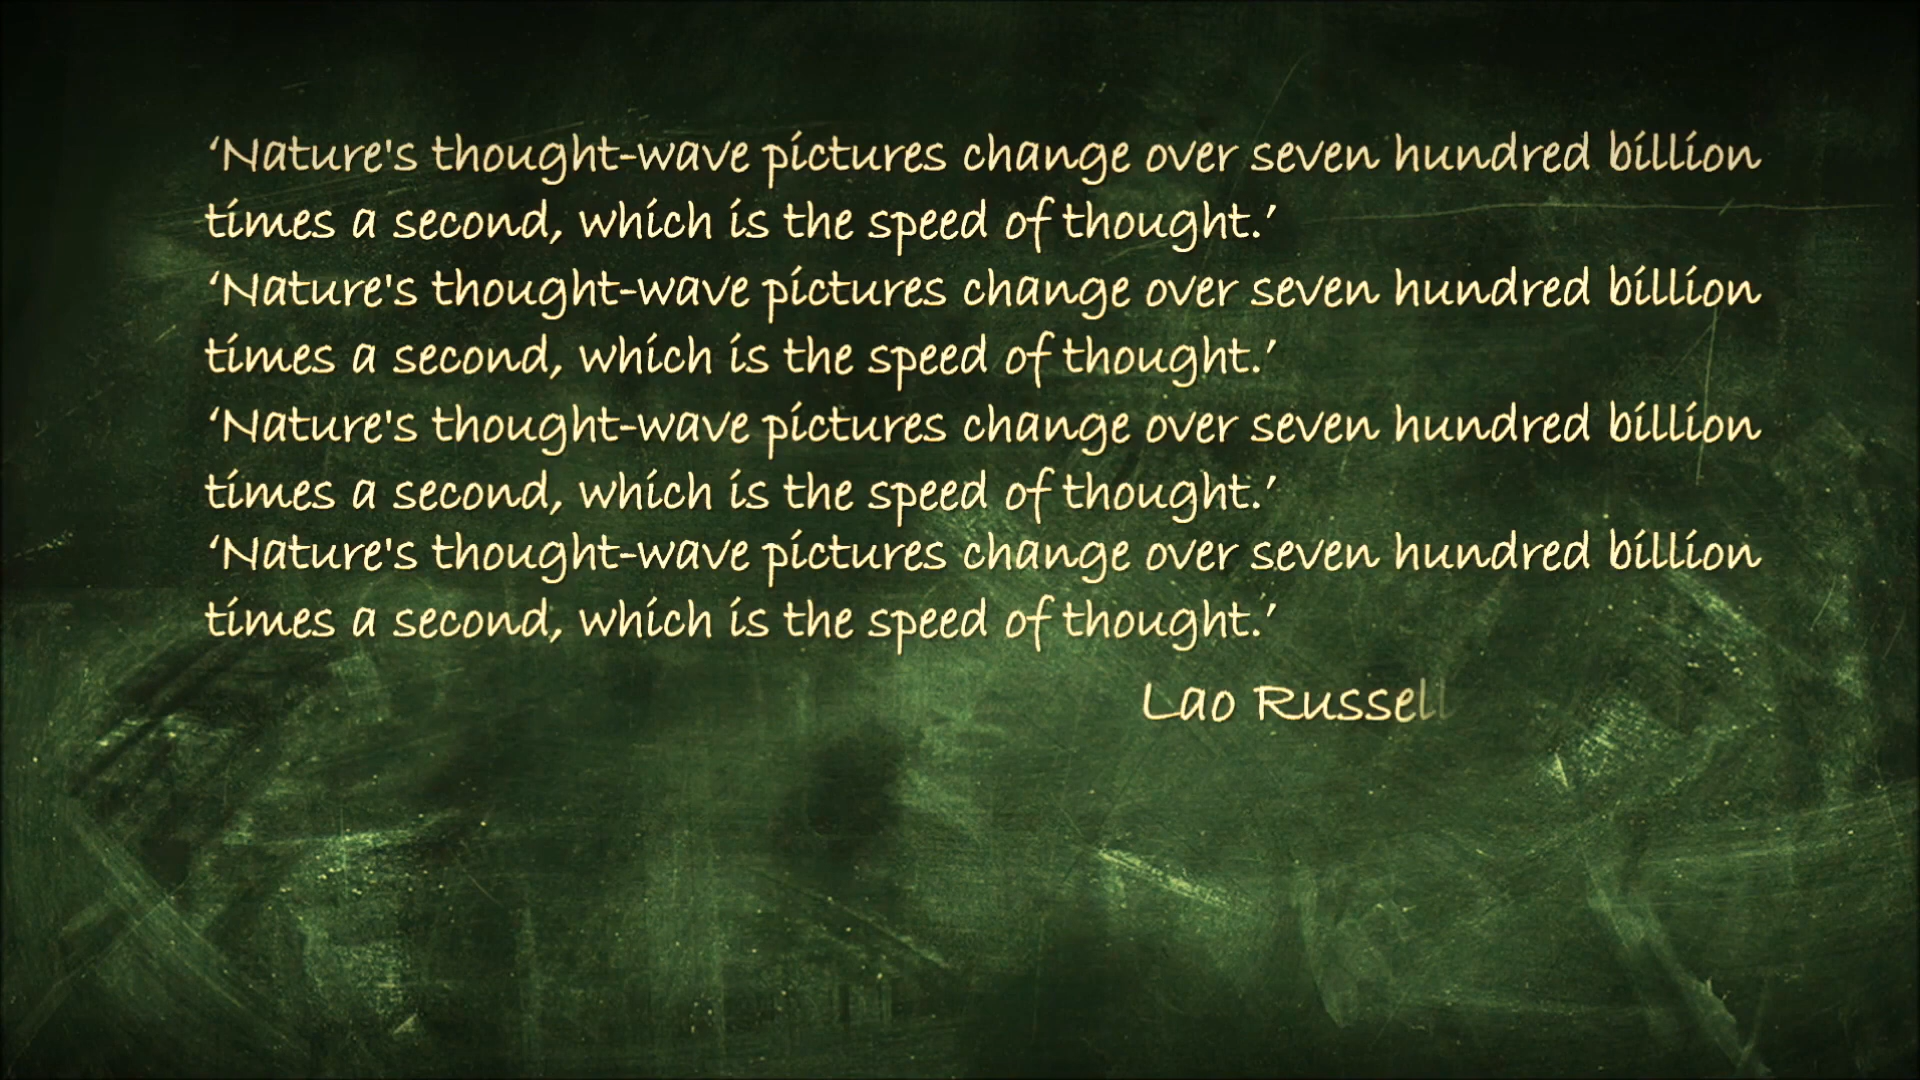 ‘Nature's thought-wave pictures change over seven hundred billion
times a second, which is the speed of thought.’
‘Nature's thought-wave pictures change over seven hundred billion
times a second, which is the speed of thought.’
‘Nature's thought-wave pictures change over seven hundred billion
times a second, which is the speed of thought.’
‘Nature's thought-wave pictures change over seven hundred billion
times a second, which is the speed of thought.’
Lao Russell